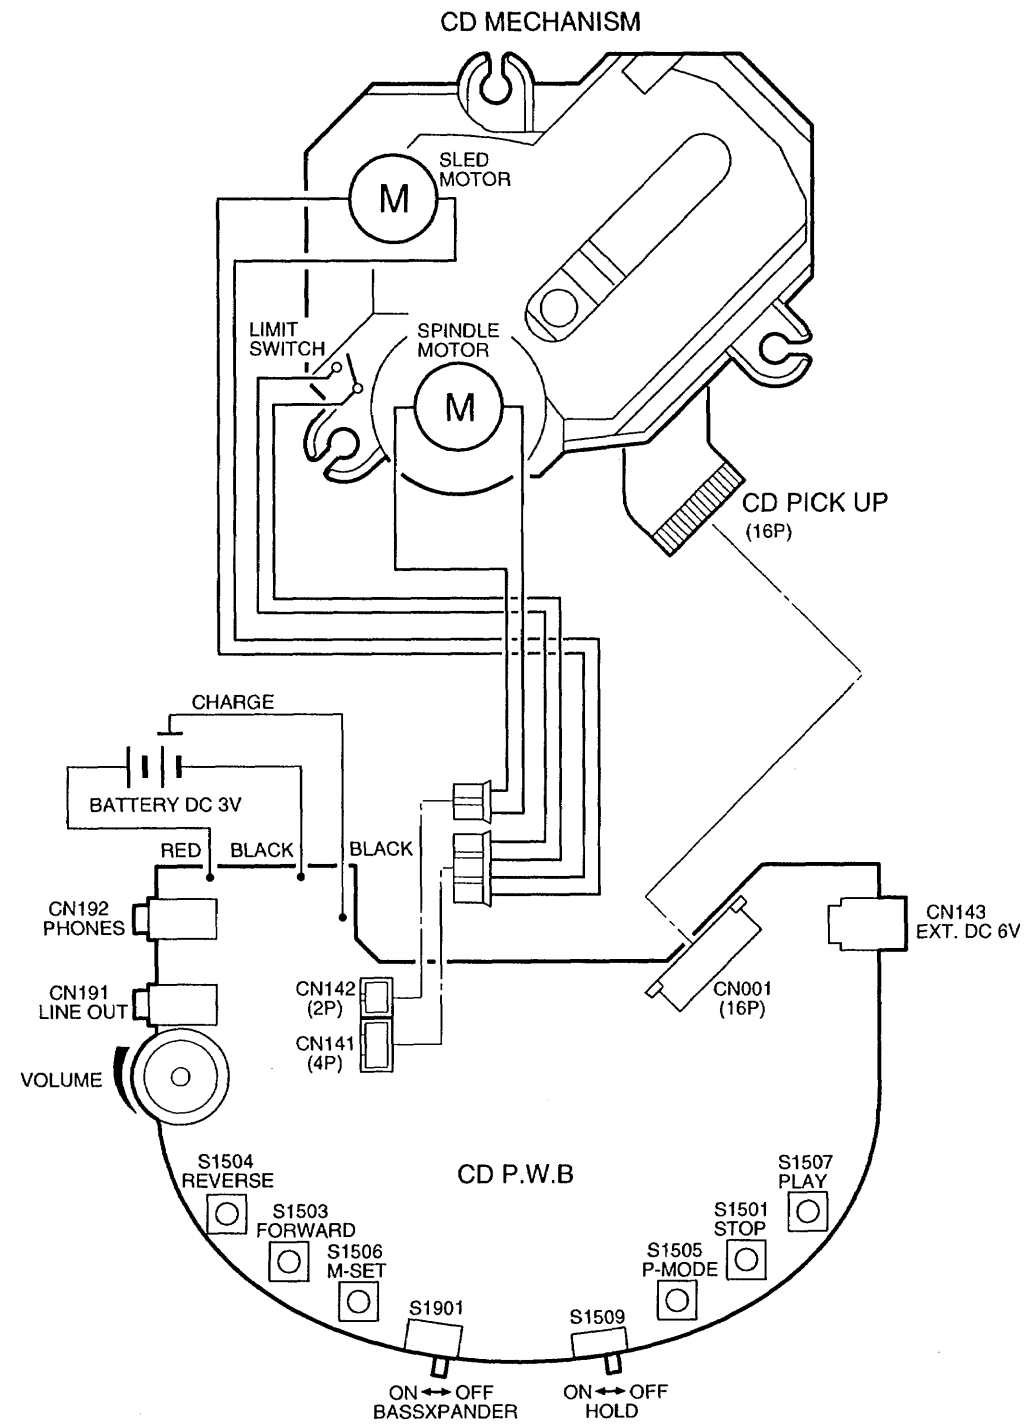 CD MECHANISM
SLED
MOTOR
M
LIMIT
SWITCH
SPINDLE
MOTOR
M
CD PICK UP
(16P)
CHARGE
BATTERY DC 3V
RED
BLACK
BLACK
CN192
PHONES
CN143
EXT. DC 6V
CN191
LINE OUT
CN142
(2P)
CN001
(16P)
CN141
(4P)
VOLUME
CD P.W.B
S1504
REVERSE
S1507
PLAY
S1503
FORWARD
S1501
STOP
S1506
M-SET
S1505
P-MODE
S1901
S1509
ON ↔ OFF
BASSXPANDER
ON ↔ OFF
HOLD